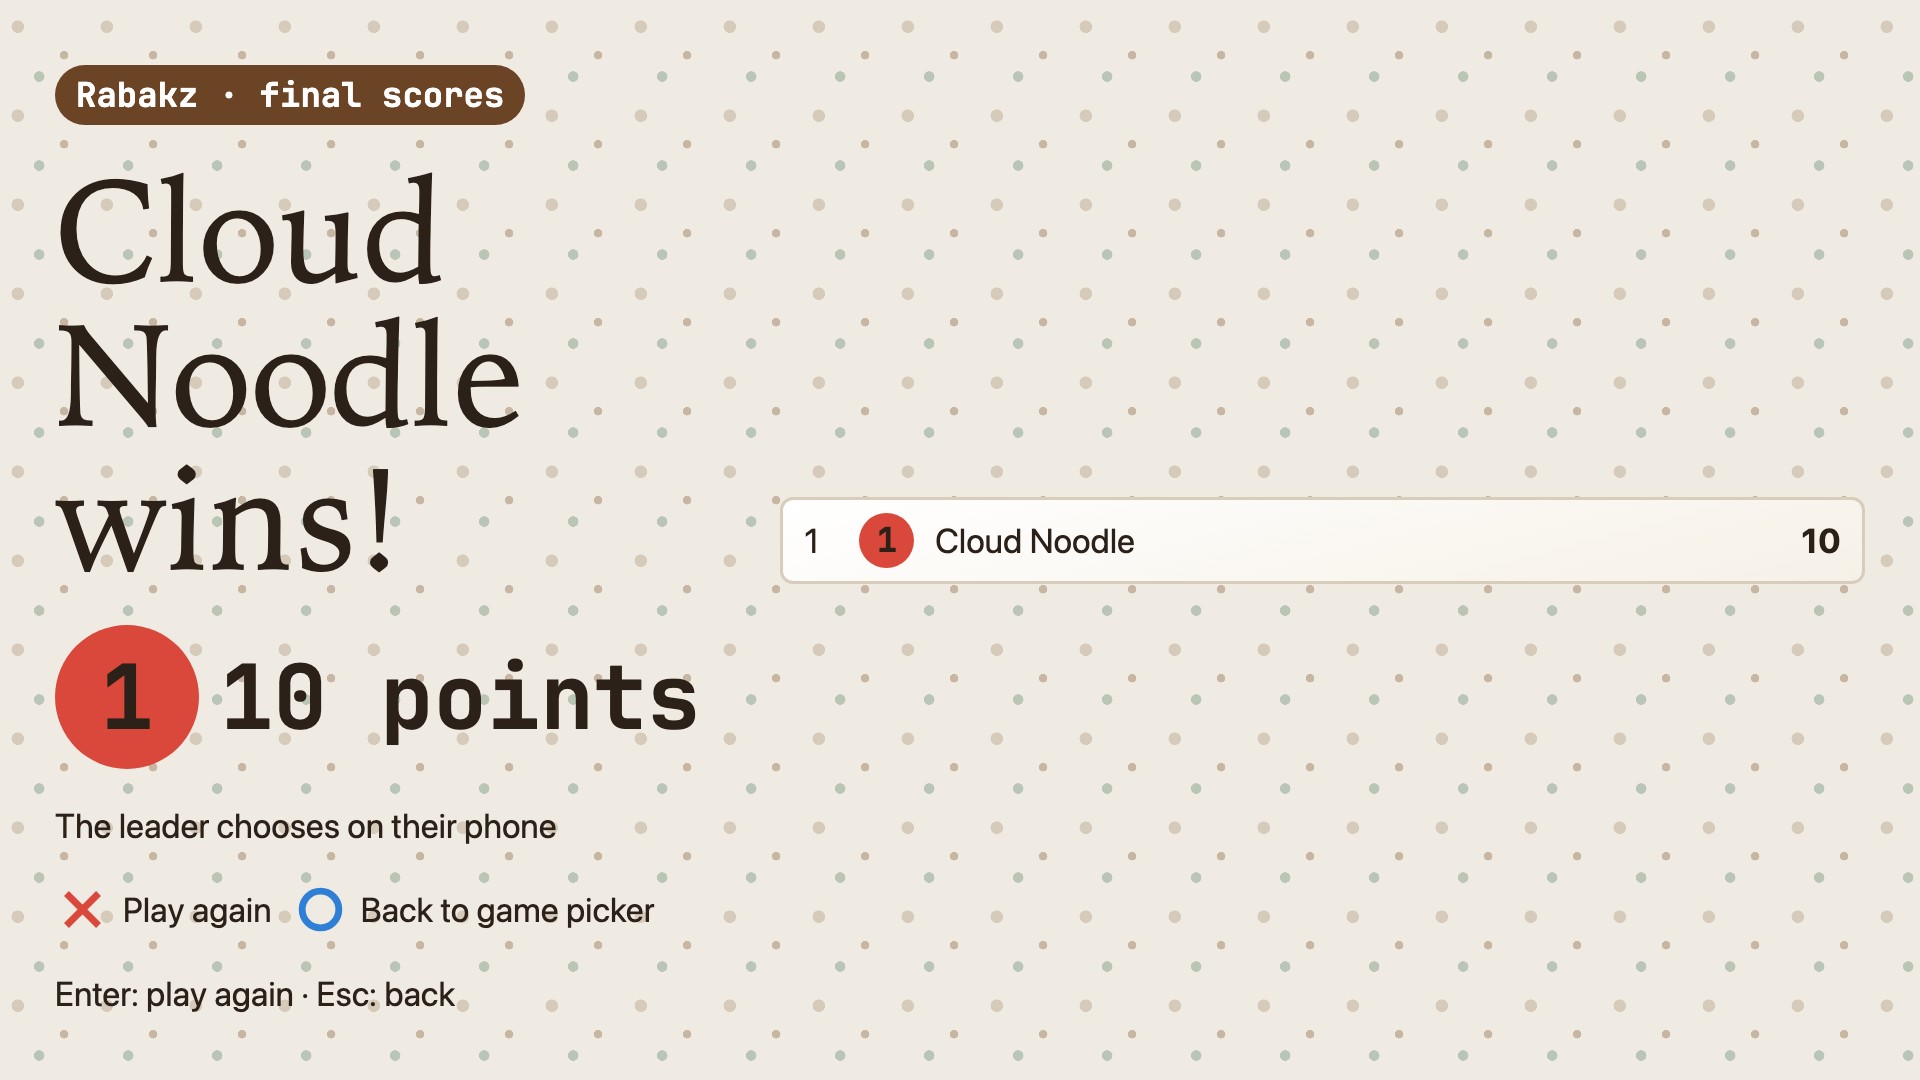 Rabakz · final scores
Cloud
Noodle
wins!
1 10 points
The leader chooses on their phone
Play again Back to game picker
Enter: play again · Esc: back
1 1 Cloud Noodle 10